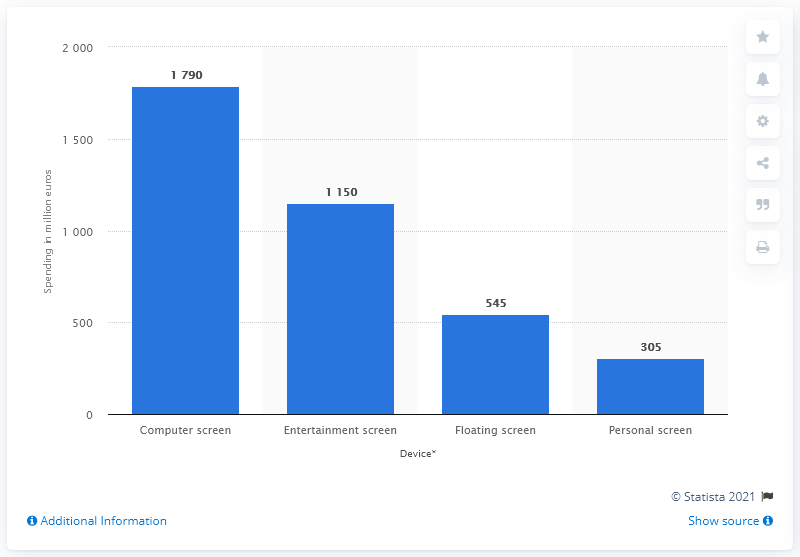 2 000
1 500
1 000
500
0
Spending in million euros
1 790
1 150
545
305
Computer screen
Entertainment screen
Floating screen
Personal screen
Device*
© Statista 2021
Additional Information
Show source